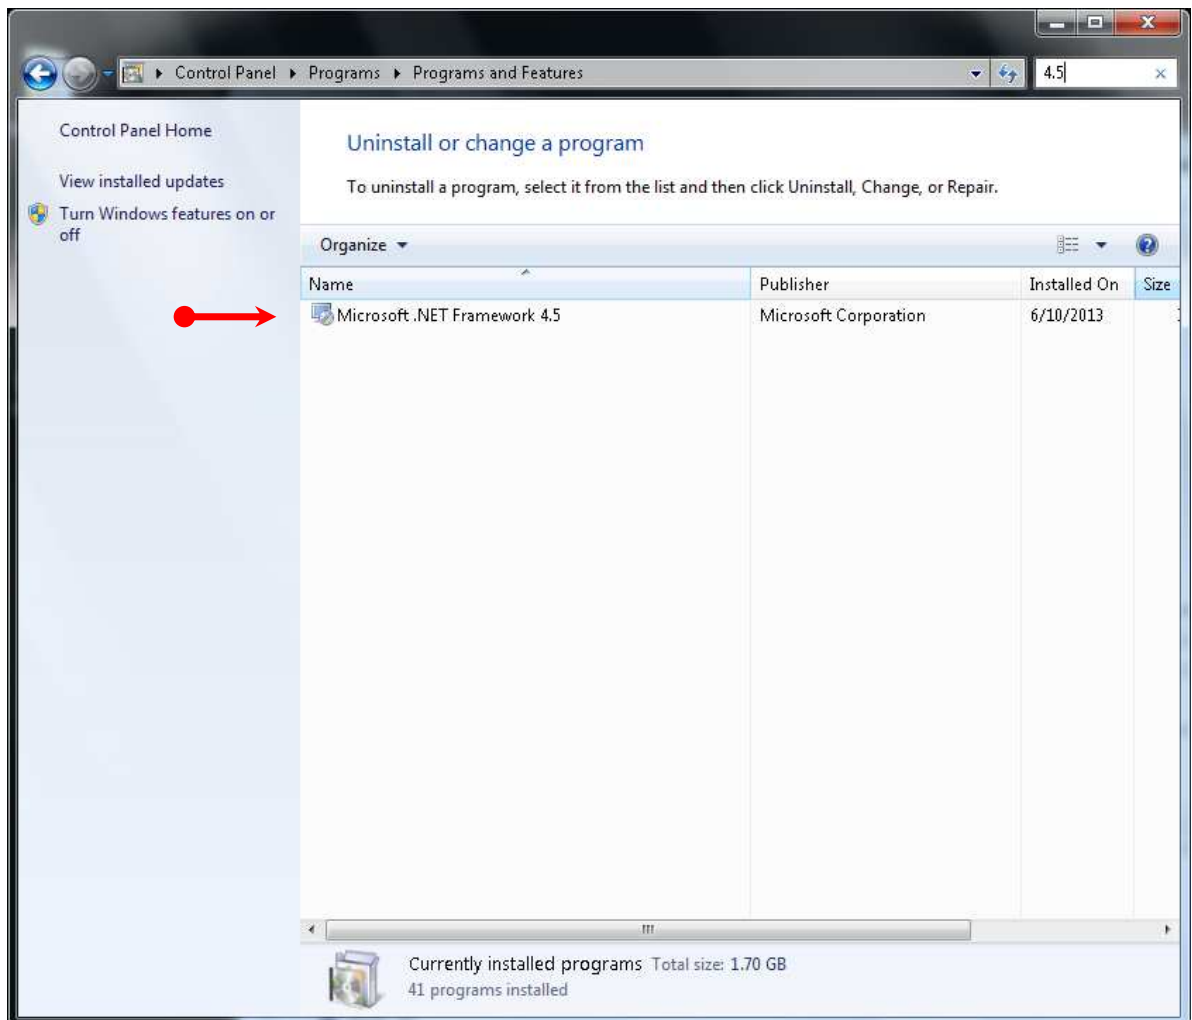 Control Panel Programs Programs and Features 4.5
Control Panel Home
View installed updates
Turn Windows features on or
off
Uninstall or change a program
To uninstall a program, select it from the list and then click Uninstall, Change, or Repair.
Organize
Name Publisher Installed On Size
Microsoft .NET Framework 4.5 Microsoft Corporation 6/10/2013
Currently installed programs Total size: 1.70 GB
41 programs installed